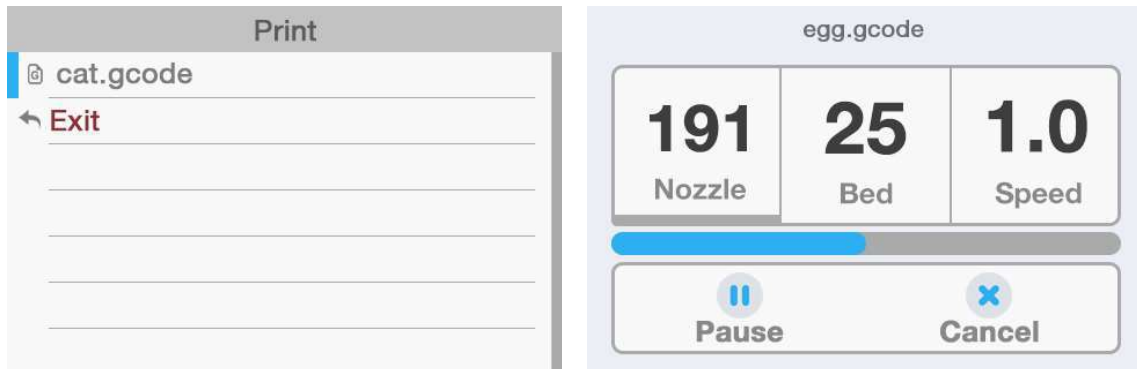 Print
cat.gcode
Exit
egg.gcode
191 25 1.0
Nozzle Bed Speed
Pause Cancel